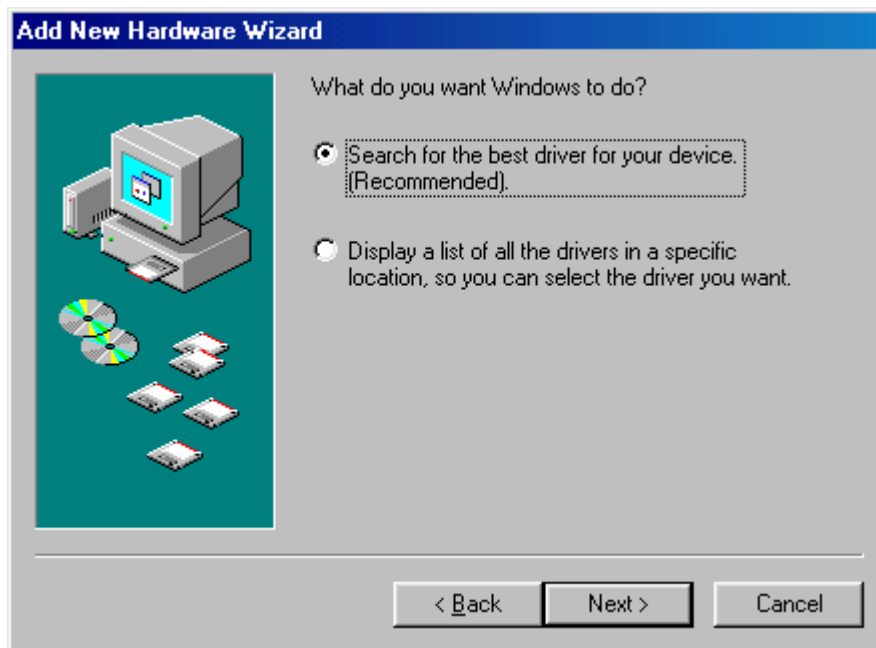 Add New Hardware Wizard
What do you want Windows to do?
Search for the best driver for your device.
(Recommended).
Display a list of all the drivers in a specific
location, so you can select the driver you want.
< Back
Next >
Cancel